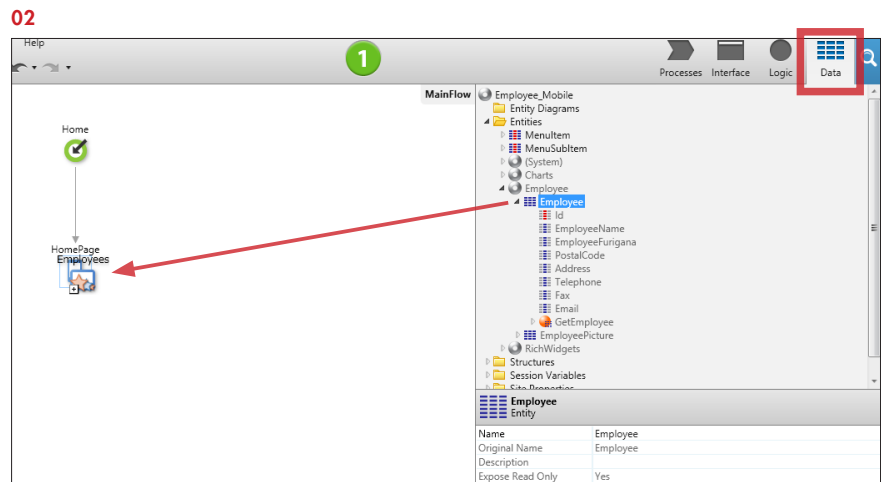 02
Help
1
Processes Interface Logic Data
MainFlow
Home
HomePage
Employees
Employee_Mobile
Entity Diagrams
Entities
MenuItem
MenuSubItem
(System)
Charts
Employee
Employee
Id
EmployeeName
EmployeeFurigana
PostalCode
Address
Telephone
Fax
Email
GetEmployee
EmployeePicture
RichWidgets
Structures
Session Variables
Site Properties
Employee
Entity
Name Employee
Original Name Employee
Description
Expose Read Only Yes